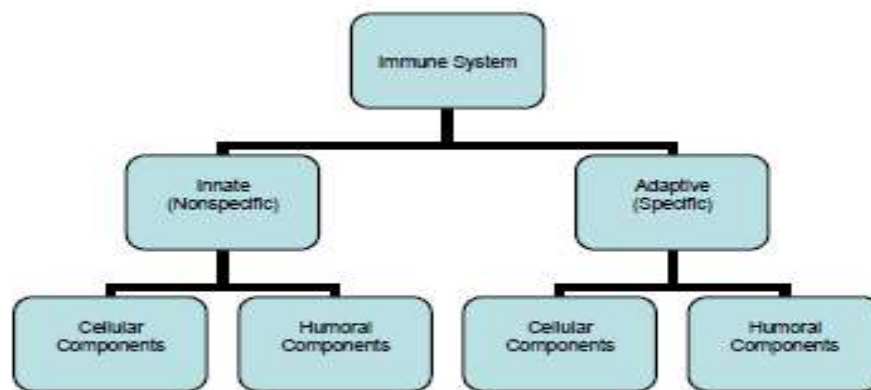 Immune System
Innate
(Nonspecific)
Adaptive
(Specific)
Cellular
Components
Humoral
Components
Cellular
Components
Humoral
Components